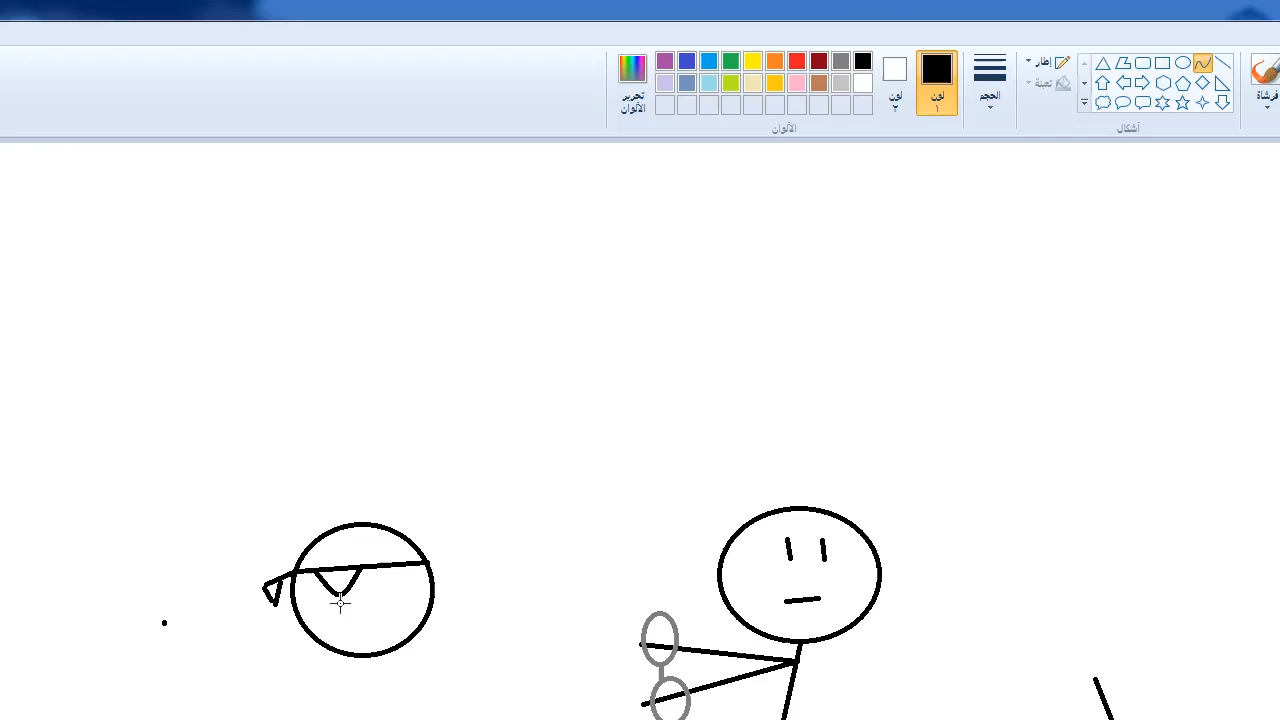 إطار
تعبئة
الحجم
لون
١
لون
٢
تحرير
الألوان
فرشاة
أشكال
الألوان